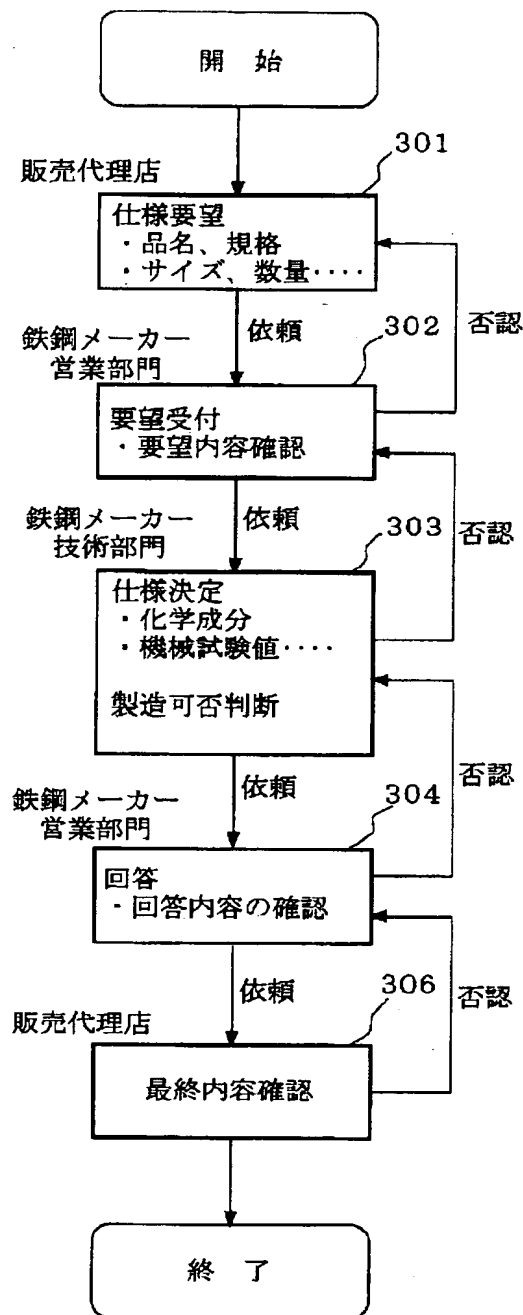 開 始
301
販売代理店
仕様要望
・品名、規格
・サイズ、数量‥‥
依頼
302
否認
鉄鋼メーカー
営業部門
要望受付
・要望内容確認
鉄鋼メーカー
技術部門
依頼
303
否認
仕様決定
・化学成分
・機械試験値‥‥
製造可否判断
依頼
否認
鉄鋼メーカー
営業部門
304
回答
・回答内容の確認
依頼
306
否認
販売代理店
最終内容確認
終 了